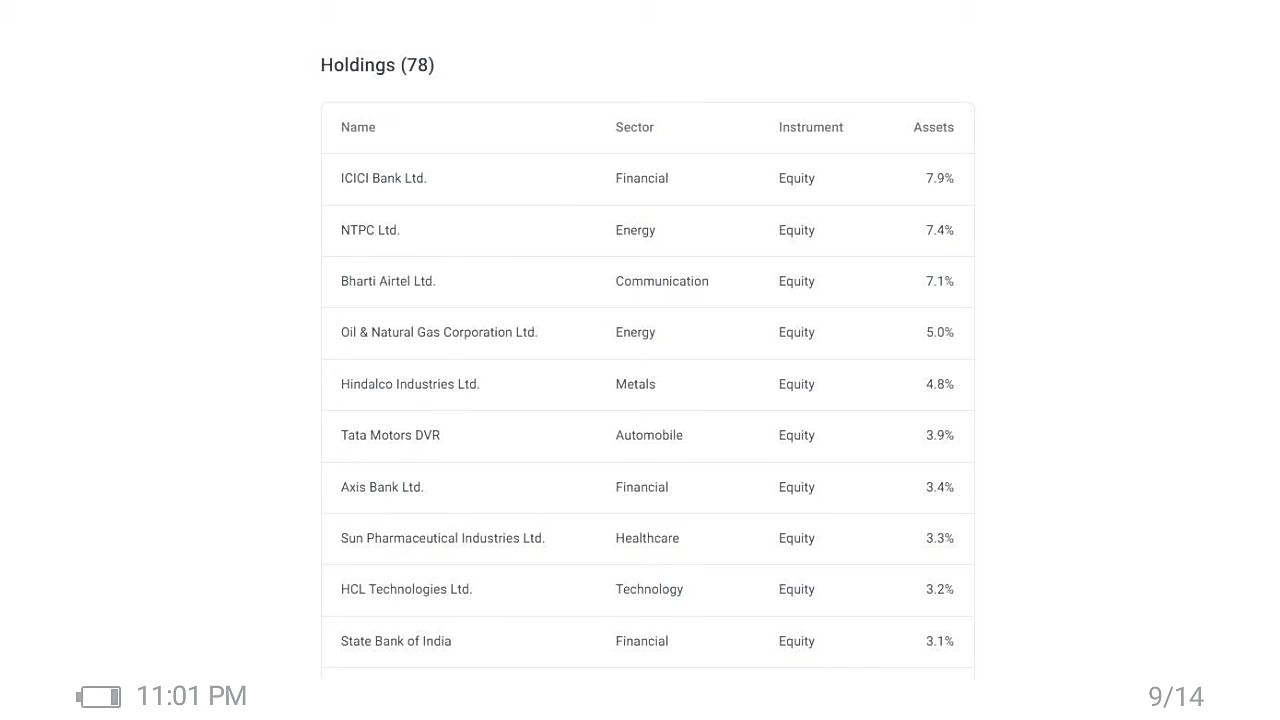 Holdings (78)
Name Sector Instrument Assets
ICICI Bank Ltd. Financial Equity 7.9%
NTPC Ltd. Energy Equity 7.4%
Bharti Airtel Ltd. Communication Equity 7.1%
Oil & Natural Gas Corporation Ltd. Energy Equity 5.0%
Hindalco Industries Ltd. Metals Equity 4.8%
Tata Motors DVR Automobile Equity 3.9%
Axis Bank Ltd. Financial Equity 3.4%
Sun Pharmaceutical Industries Ltd. Healthcare Equity 3.3%
HCL Technologies Ltd. Technology Equity 3.2%
State Bank of India Financial Equity 3.1%
11:01 PM 9/14